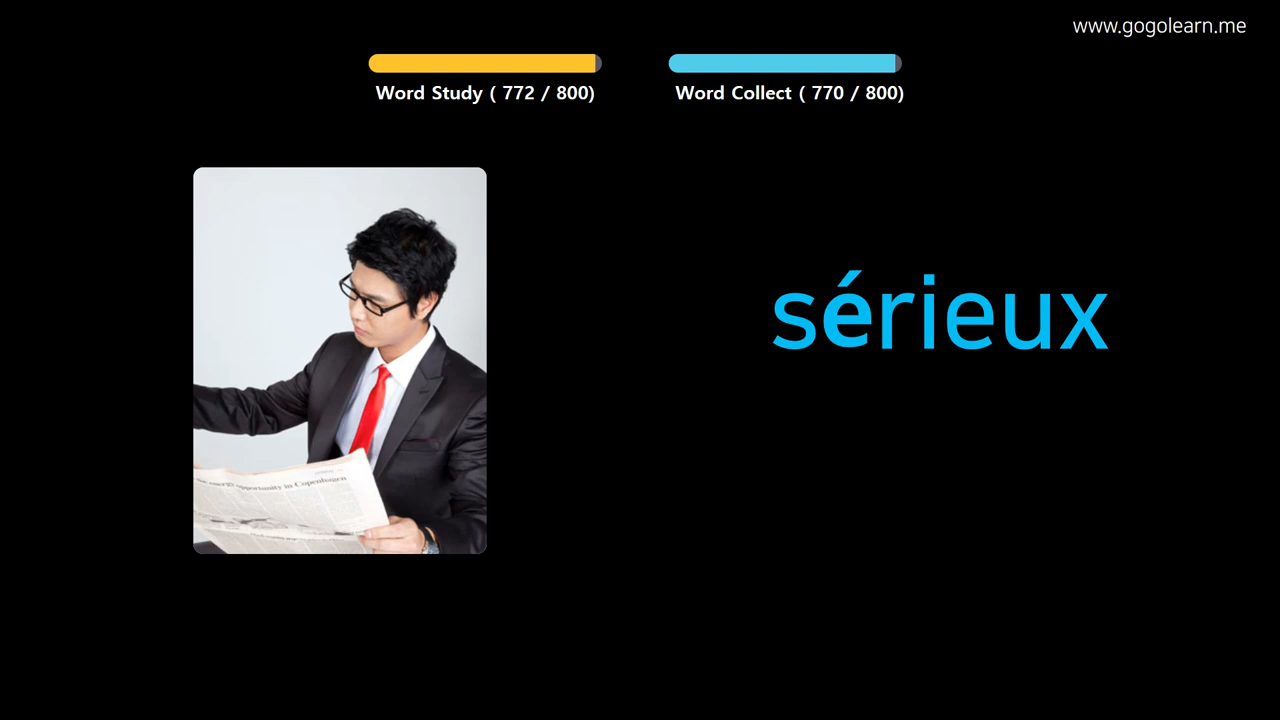 www.gogolearn.me
Word Study ( 772 / 800)
Word Collect ( 770 / 800)
sérieux
opportunity in Copenhagen